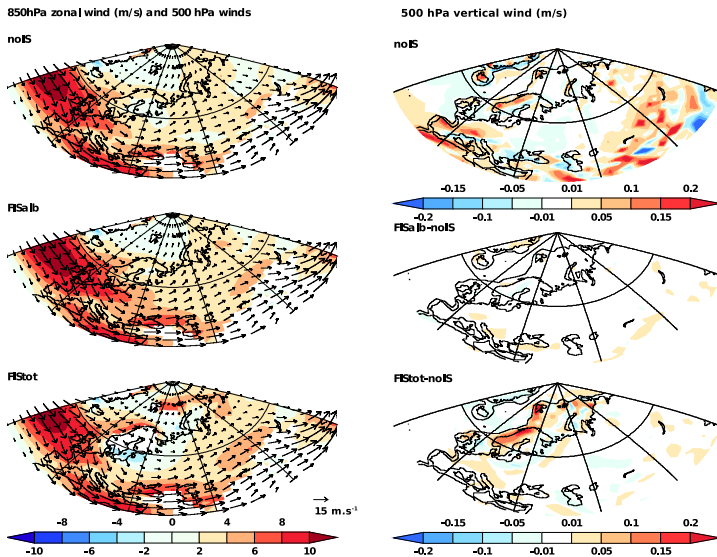 850hPa zonal wind (m/s) and 500 hPa winds
noIS
FISalb
FIStot
15 m.s⁻¹
-8 -4 0 4 8
-10 -6 -2 2 6 10
500 hPa vertical wind (m/s)
noIS
-0.15 -0.05 0.01 0.1 0.2
-0.2 -0.1 -0.01 0.05 0.15
FISalb-noIS
FIStot-noIS
-0.15 -0.05 0.01 0.1 0.2
-0.2 -0.1 -0.01 0.05 0.15